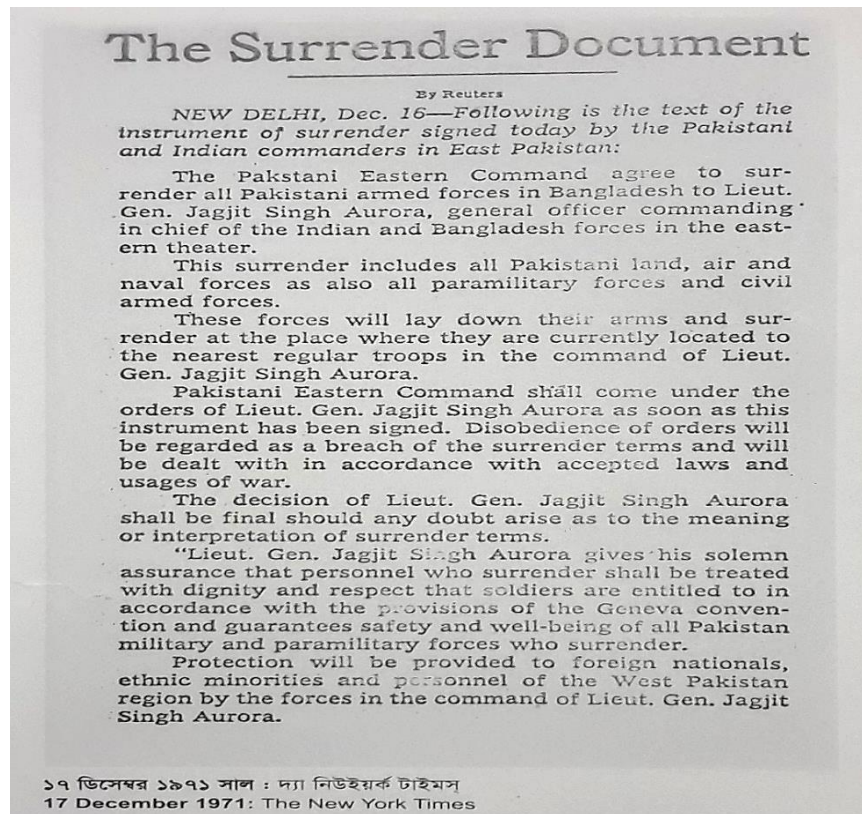 The Surrender Document
By Reuters
NEW DELHI, Dec. 16—Following is the text of the
instrument of surrender signed today by the Pakistani
and Indian commanders in East Pakistan:
The Pakstani Eastern Command agree to sur-
render all Pakistani armed forces in Bangladesh to Lieut.
Gen. Jagjit Singh Aurora, general officer commanding
in chief of the Indian and Bangladesh forces in the east-
ern theater.
This surrender includes all Pakistani land, air and
naval forces as also all paramilitary forces and civil
armed forces.
These forces will lay down their arms and sur-
render at the place where they are currently located to
the nearest regular troops in the command of Lieut.
Gen. Jagjit Singh Aurora.
Pakistani Eastern Command shall come under the
orders of Lieut. Gen. Jagjit Singh Aurora as soon as this
instrument has been signed. Disobedience of orders will
be regarded as a breach of the surrender terms and will
be dealt with in accordance with accepted laws and
usages of war.
The decision of Lieut. Gen. Jagjit Singh Aurora
shall be final should any doubt arise as to the meaning
or interpretation of surrender terms.
"Lieut. Gen. Jagjit Singh Aurora gives his solemn
assurance that personnel who surrender shall be treated
with dignity and respect that soldiers are entitled to in
accordance with the provisions of the Geneva conven-
tion and guarantees safety and well-being of all Pakistan
military and paramilitary forces who surrender.
Protection will be provided to foreign nationals,
ethnic minorities and personnel of the West Pakistan
region by the forces in the command of Lieut. Gen. Jagjit
Singh Aurora.
১৭ ডিসেম্বর ১৯৭১ সাল : দ্যা নিউইয়র্ক টাইমস্
17 December 1971: The New York Times